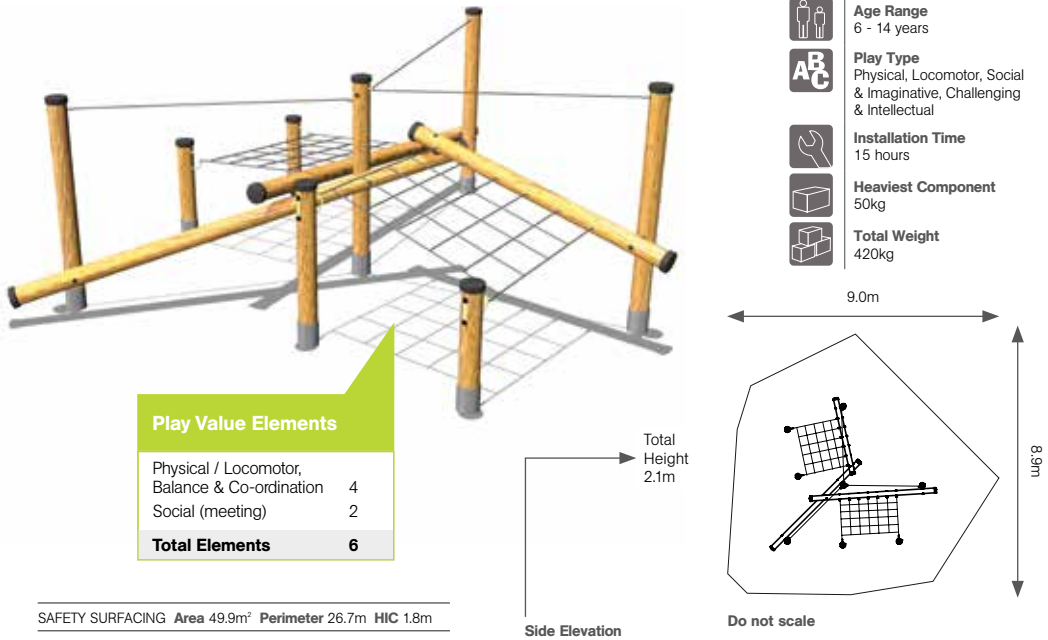 Age Range
6 - 14 years
Play Type
Physical, Locomotor, Social
& Imaginative, Challenging
& Intellectual
Installation Time
15 hours
Heaviest Component
50kg
Total Weight
420kg
ABC
Play Value Elements
Physical / Locomotor,
Balance & Co-ordination 4
Social (meeting) 2
Total Elements 6
Total
Height
2.1m
Side Elevation
9.0m
8.9m
Do not scale
SAFETY SURFACING Area 49.9m² Perimeter 26.7m HIC 1.8m